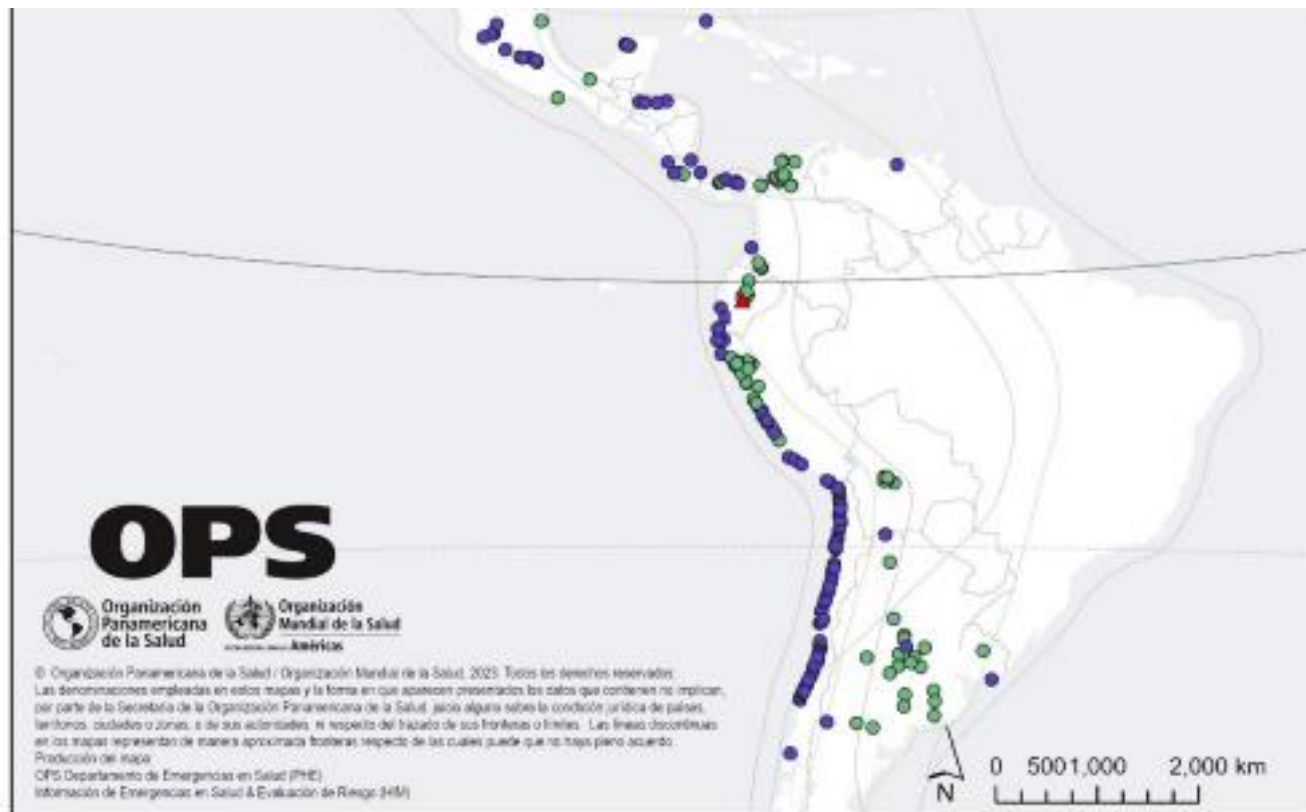 OPS
Organización
Panamericana
de la Salud
Organización
Mundial de la Salud
Américas
© Organización Panamericana de la Salud / Organización Mundial de la Salud, 2023. Todos los derechos reservados.
Las denominaciones empleadas en estos mapas y la forma en que aparecen presentados los datos que contienen no implican,
por parte de la Secretaría de la Organización Panamericana de la Salud, juicio alguno sobre la condición jurídica de países,
territorios, ciudades o zonas, o de sus autoridades, ni respecto del trazado de sus fronteras o límites. Las líneas discontinuas
en los mapas representan de manera aproximada fronteras respecto de las cuales puede que no haya pleno acuerdo.
Producción del mapa:
OPS Departamento de Emergencias en Salud (PHE)
Información de Emergencias en Salud & Evaluación de Riesgo (HIM)
N
0 500 1,000 2,000 km